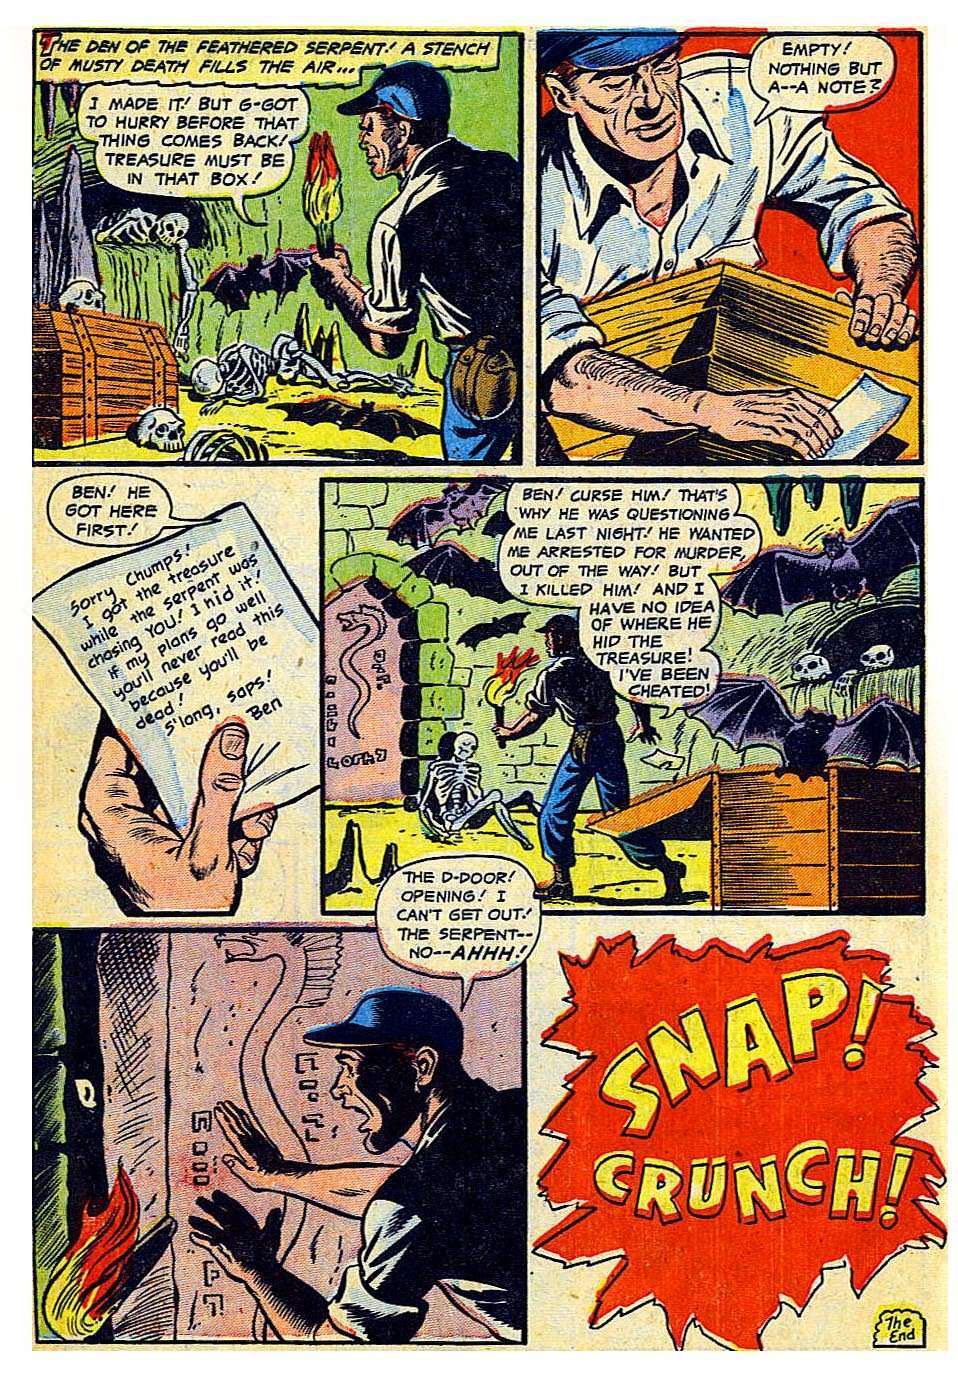 THE DEN OF THE FEATHERED SERPENT! A STENCH
OF MUSTY DEATH FILLS THE AIR...
I MADE IT! BUT G-GOT
TO HURRY BEFORE THAT
THING COMES BACK!
TREASURE MUST BE
IN THAT BOX!
EMPTY!
NOTHING BUT
A--A NOTE?
BEN! HE
GOT HERE
FIRST!
Sorry Chumps!
I got the treasure
while the serpent was
chasing YOU! I hid it!
if my plans go well
you'll never read this
because you'll be
dead!
S'long, saps!
Ben
BEN! CURSE HIM! THAT'S
WHY HE WAS QUESTIONING
ME LAST NIGHT! HE WANTED
ME ARRESTED FOR MURDER,
OUT OF THE WAY! BUT
I KILLED HIM! AND I
HAVE NO IDEA
OF WHERE HE
HID THE
TREASURE!
I'VE BEEN
CHEATED!
THE D-DOOR!
OPENING! I
CAN'T GET OUT!
THE SERPENT--
NO--AHHH!
SNAP!
CRUNCH!
The
End